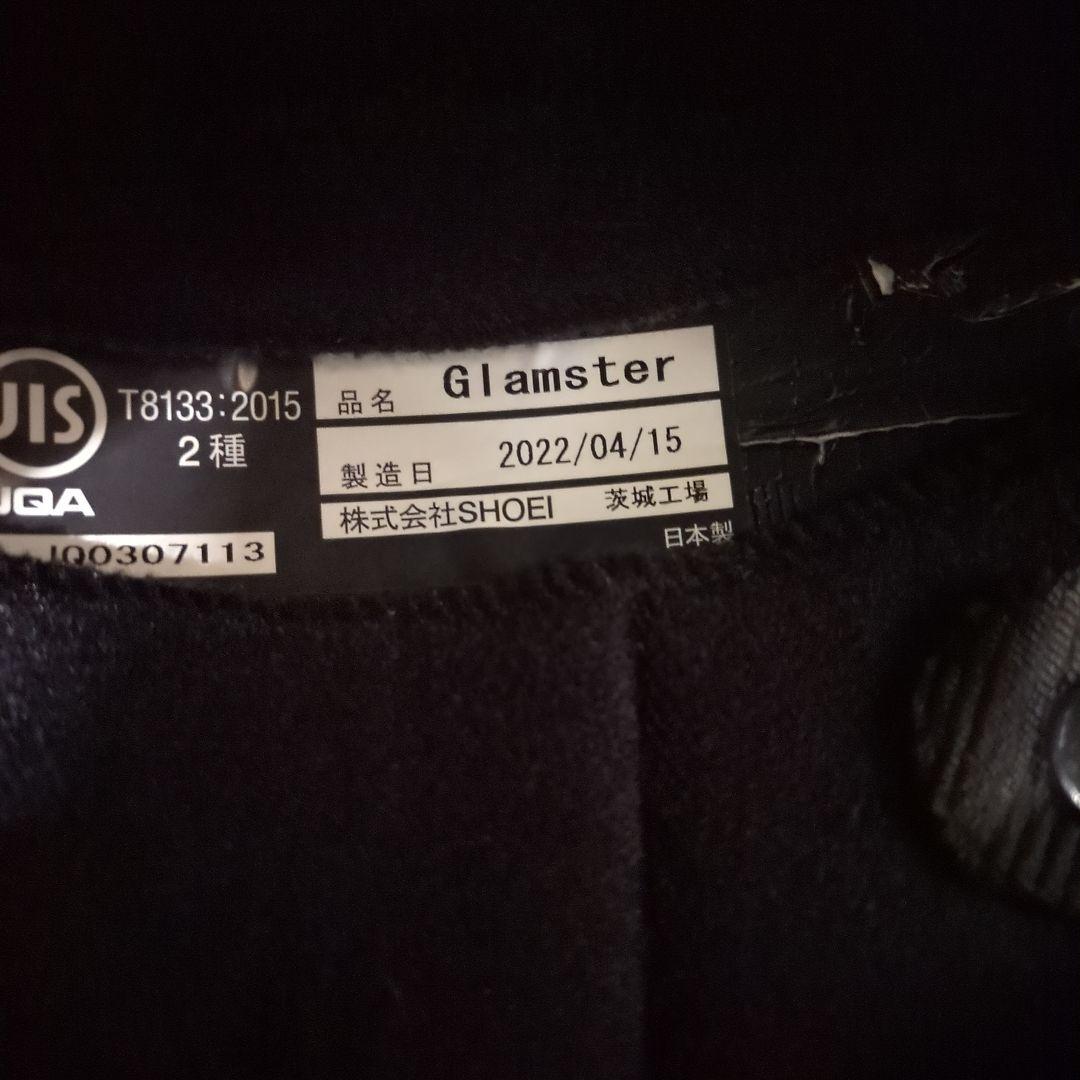 JIS
T8133:2015
2種
JQA
JQ0307113
品名 Glamster
製造日 2022/04/15
株式会社SHOEI 茨城工場
日本製